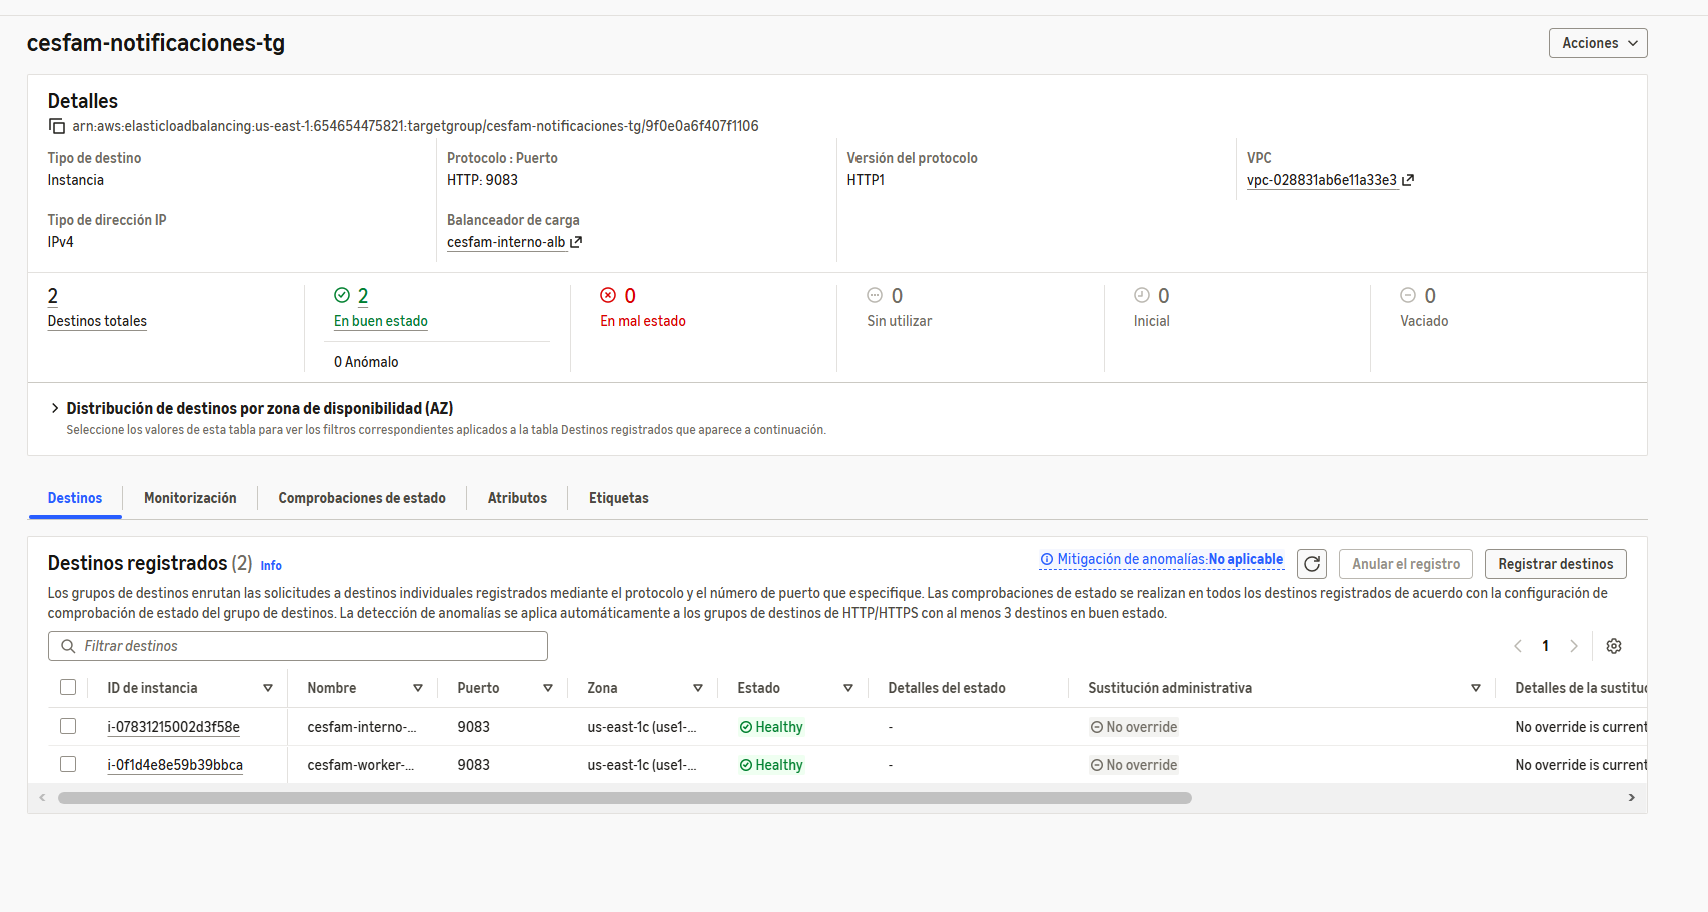 cesfam-notificaciones-tg
Acciones
Detalles
arn:aws:elasticloadbalancing:us-east-1:654654475821:targetgroup/cesfam-notificaciones-tg/9f0e0a6f407f1106
Tipo de destino
Instancia
Protocolo : Puerto
HTTP: 9083
Versión del protocolo
HTTP1
VPC
vpc-028831ab6e11a33e3
Tipo de dirección IP
IPv4
Balanceador de carga
cesfam-interno-alb
2
Destinos totales
2
En buen estado
0 Anómalo
0
En mal estado
0
Sin utilizar
0
Inicial
0
Vaciado
Distribución de destinos por zona de disponibilidad (AZ)
Seleccione los valores de esta tabla para ver los filtros correspondientes aplicados a la tabla Destinos registrados que aparece a continuación.
Destinos
Monitorización
Comprobaciones de estado
Atributos
Etiquetas
Destinos registrados (2) Info
Mitigación de anomalías:No aplicable
Anular el registro
Registrar destinos
Los grupos de destinos enrutan las solicitudes a destinos individuales registrados mediante el protocolo y el número de puerto que especifique. Las comprobaciones de estado se realizan en todos los destinos registrados de acuerdo con la configuración de
comprobación de estado del grupo de destinos. La detección de anomalías se aplica automáticamente a los grupos de destinos de HTTP/HTTPS con al menos 3 destinos en buen estado.
Filtrar destinos
1
ID de instancia Nombre Puerto Zona Estado Detalles del estado Sustitución administrativa Detalles de la sustituc
i-07831215002d3f58e cesfam-interno-... 9083 us-east-1c (use1-... Healthy - No override No override is current
i-0f1d4e8e59b39bbca cesfam-worker-... 9083 us-east-1c (use1-... Healthy - No override No override is current